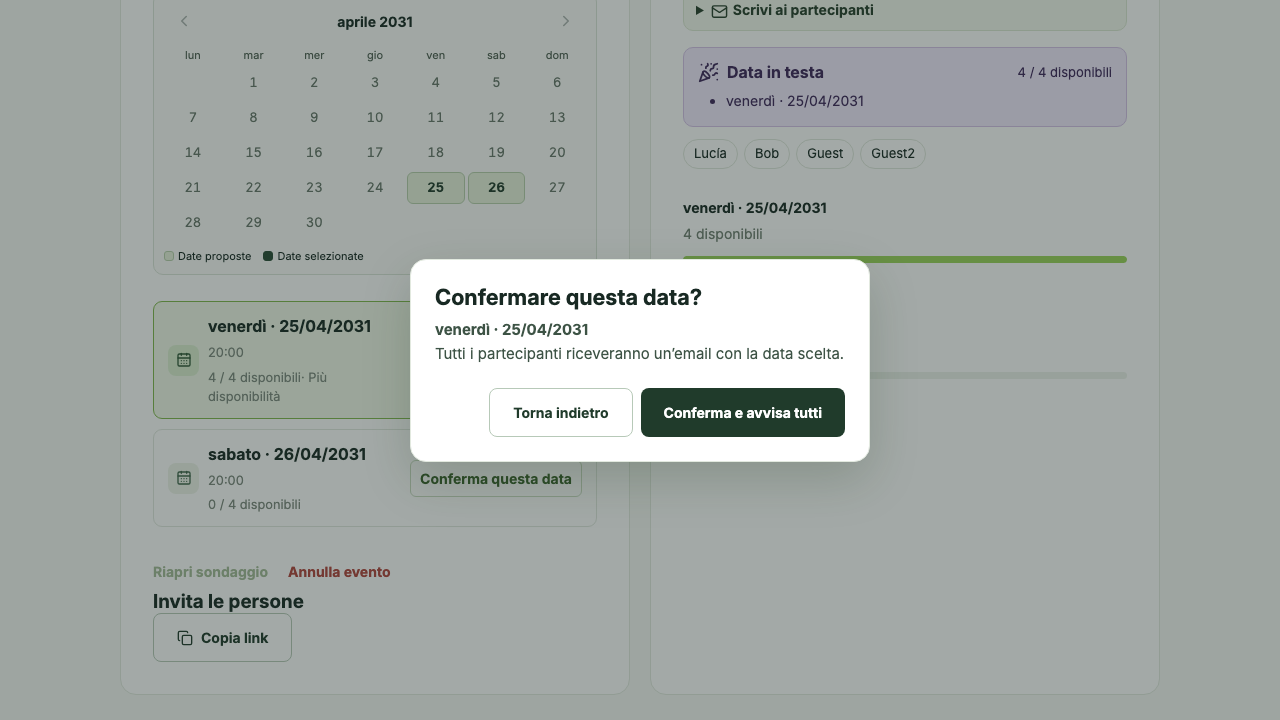 aprile 2031
lun mar mer gio ven sab dom
1 2 3 4 5 6
7 8 9 10 11 12 13
14 15 16 17 18 19 20
21 22 23 24 25 26 27
28 29 30
Date proposte Date selezionate
venerdì · 25/04/2031
20:00
4 / 4 disponibili· Più
disponibilità
sabato · 26/04/2031
20:00
0 / 4 disponibili
Conferma questa data
Riapri sondaggio Annulla evento
Invita le persone
Copia link
Scrivi ai partecipanti
Data in testa 4 / 4 disponibili
• venerdì · 25/04/2031
Lucía Bob Guest Guest2
venerdì · 25/04/2031
4 disponibili
Confermare questa data?
venerdì · 25/04/2031
Tutti i partecipanti riceveranno un’email con la data scelta.
Torna indietro Conferma e avvisa tutti